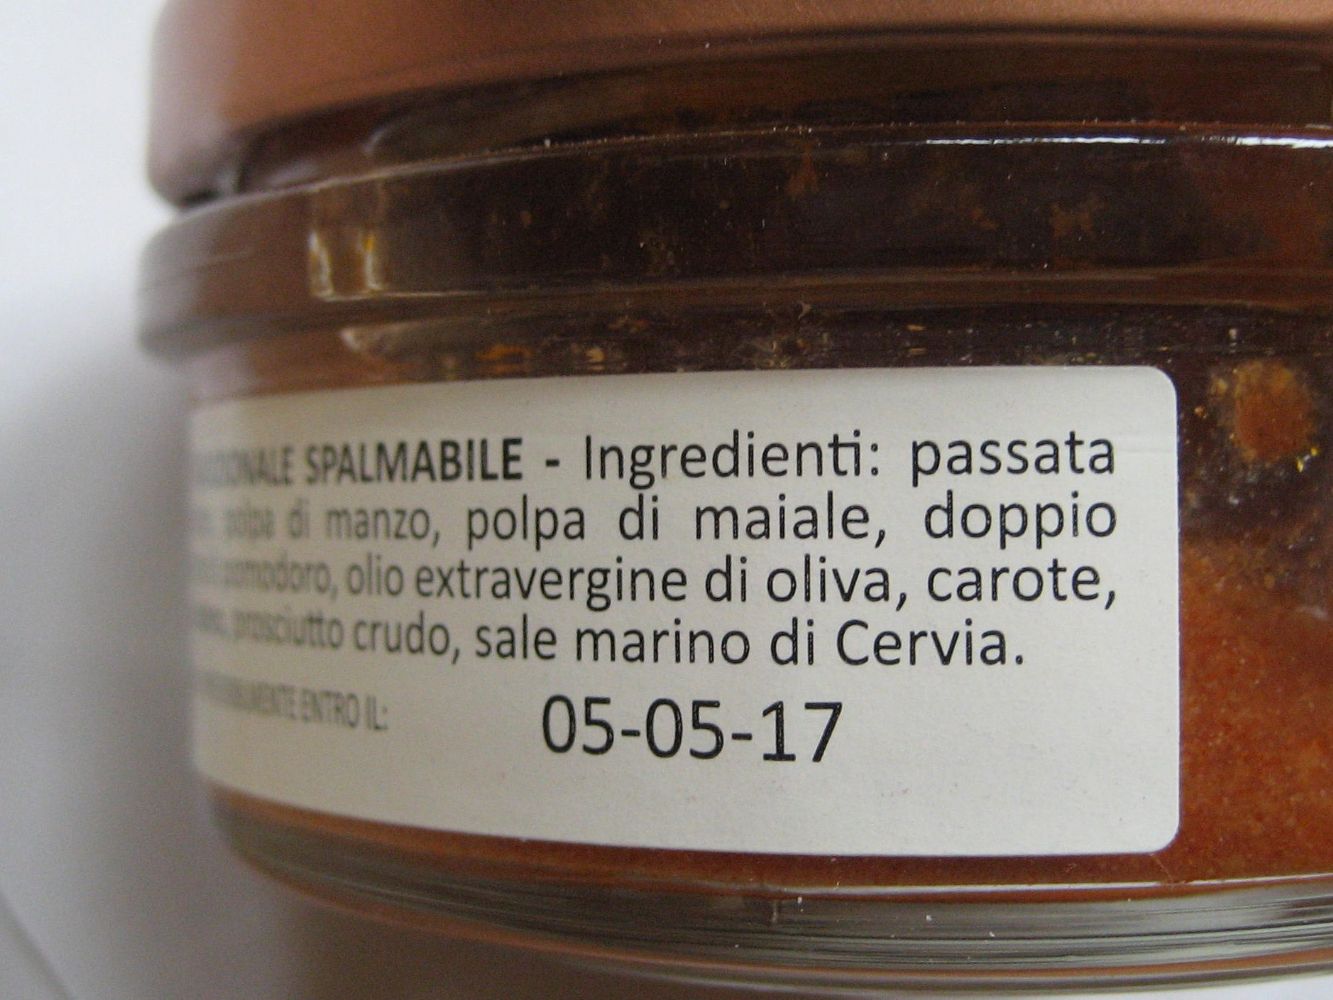 SPALMABILE - Ingredienti: passata
polpa di manzo, polpa di maiale, doppio
pomodoro, olio extravergine di oliva, carote,
prosciutto crudo, sale marino di Cervia.
ENTRO IL: 05-05-17